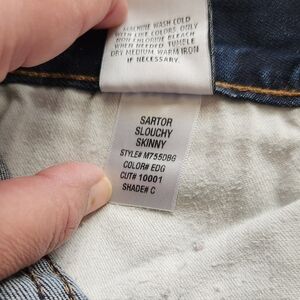 MACHINE WASH COLD
WITH LIKE COLORS ONLY
NON CHLORINE BLEACH
WHEN NEEDED. TUMBLE
DRY MEDIUM. WARM IRON
IF NECESSARY.
SARTOR
SLOUCHY
SKINNY
STYLE# M755DBG
COLOR# EDG
CUT# 10001
SHADE# C